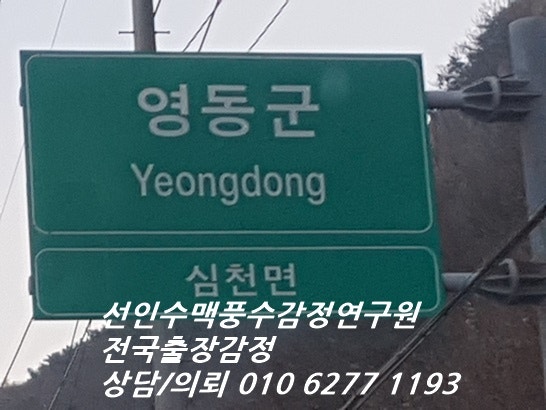 영동군
Yeongdong
심천면
선인수맥풍수감정연구원
전국출장감정
상담/의뢰 010 6277 1193